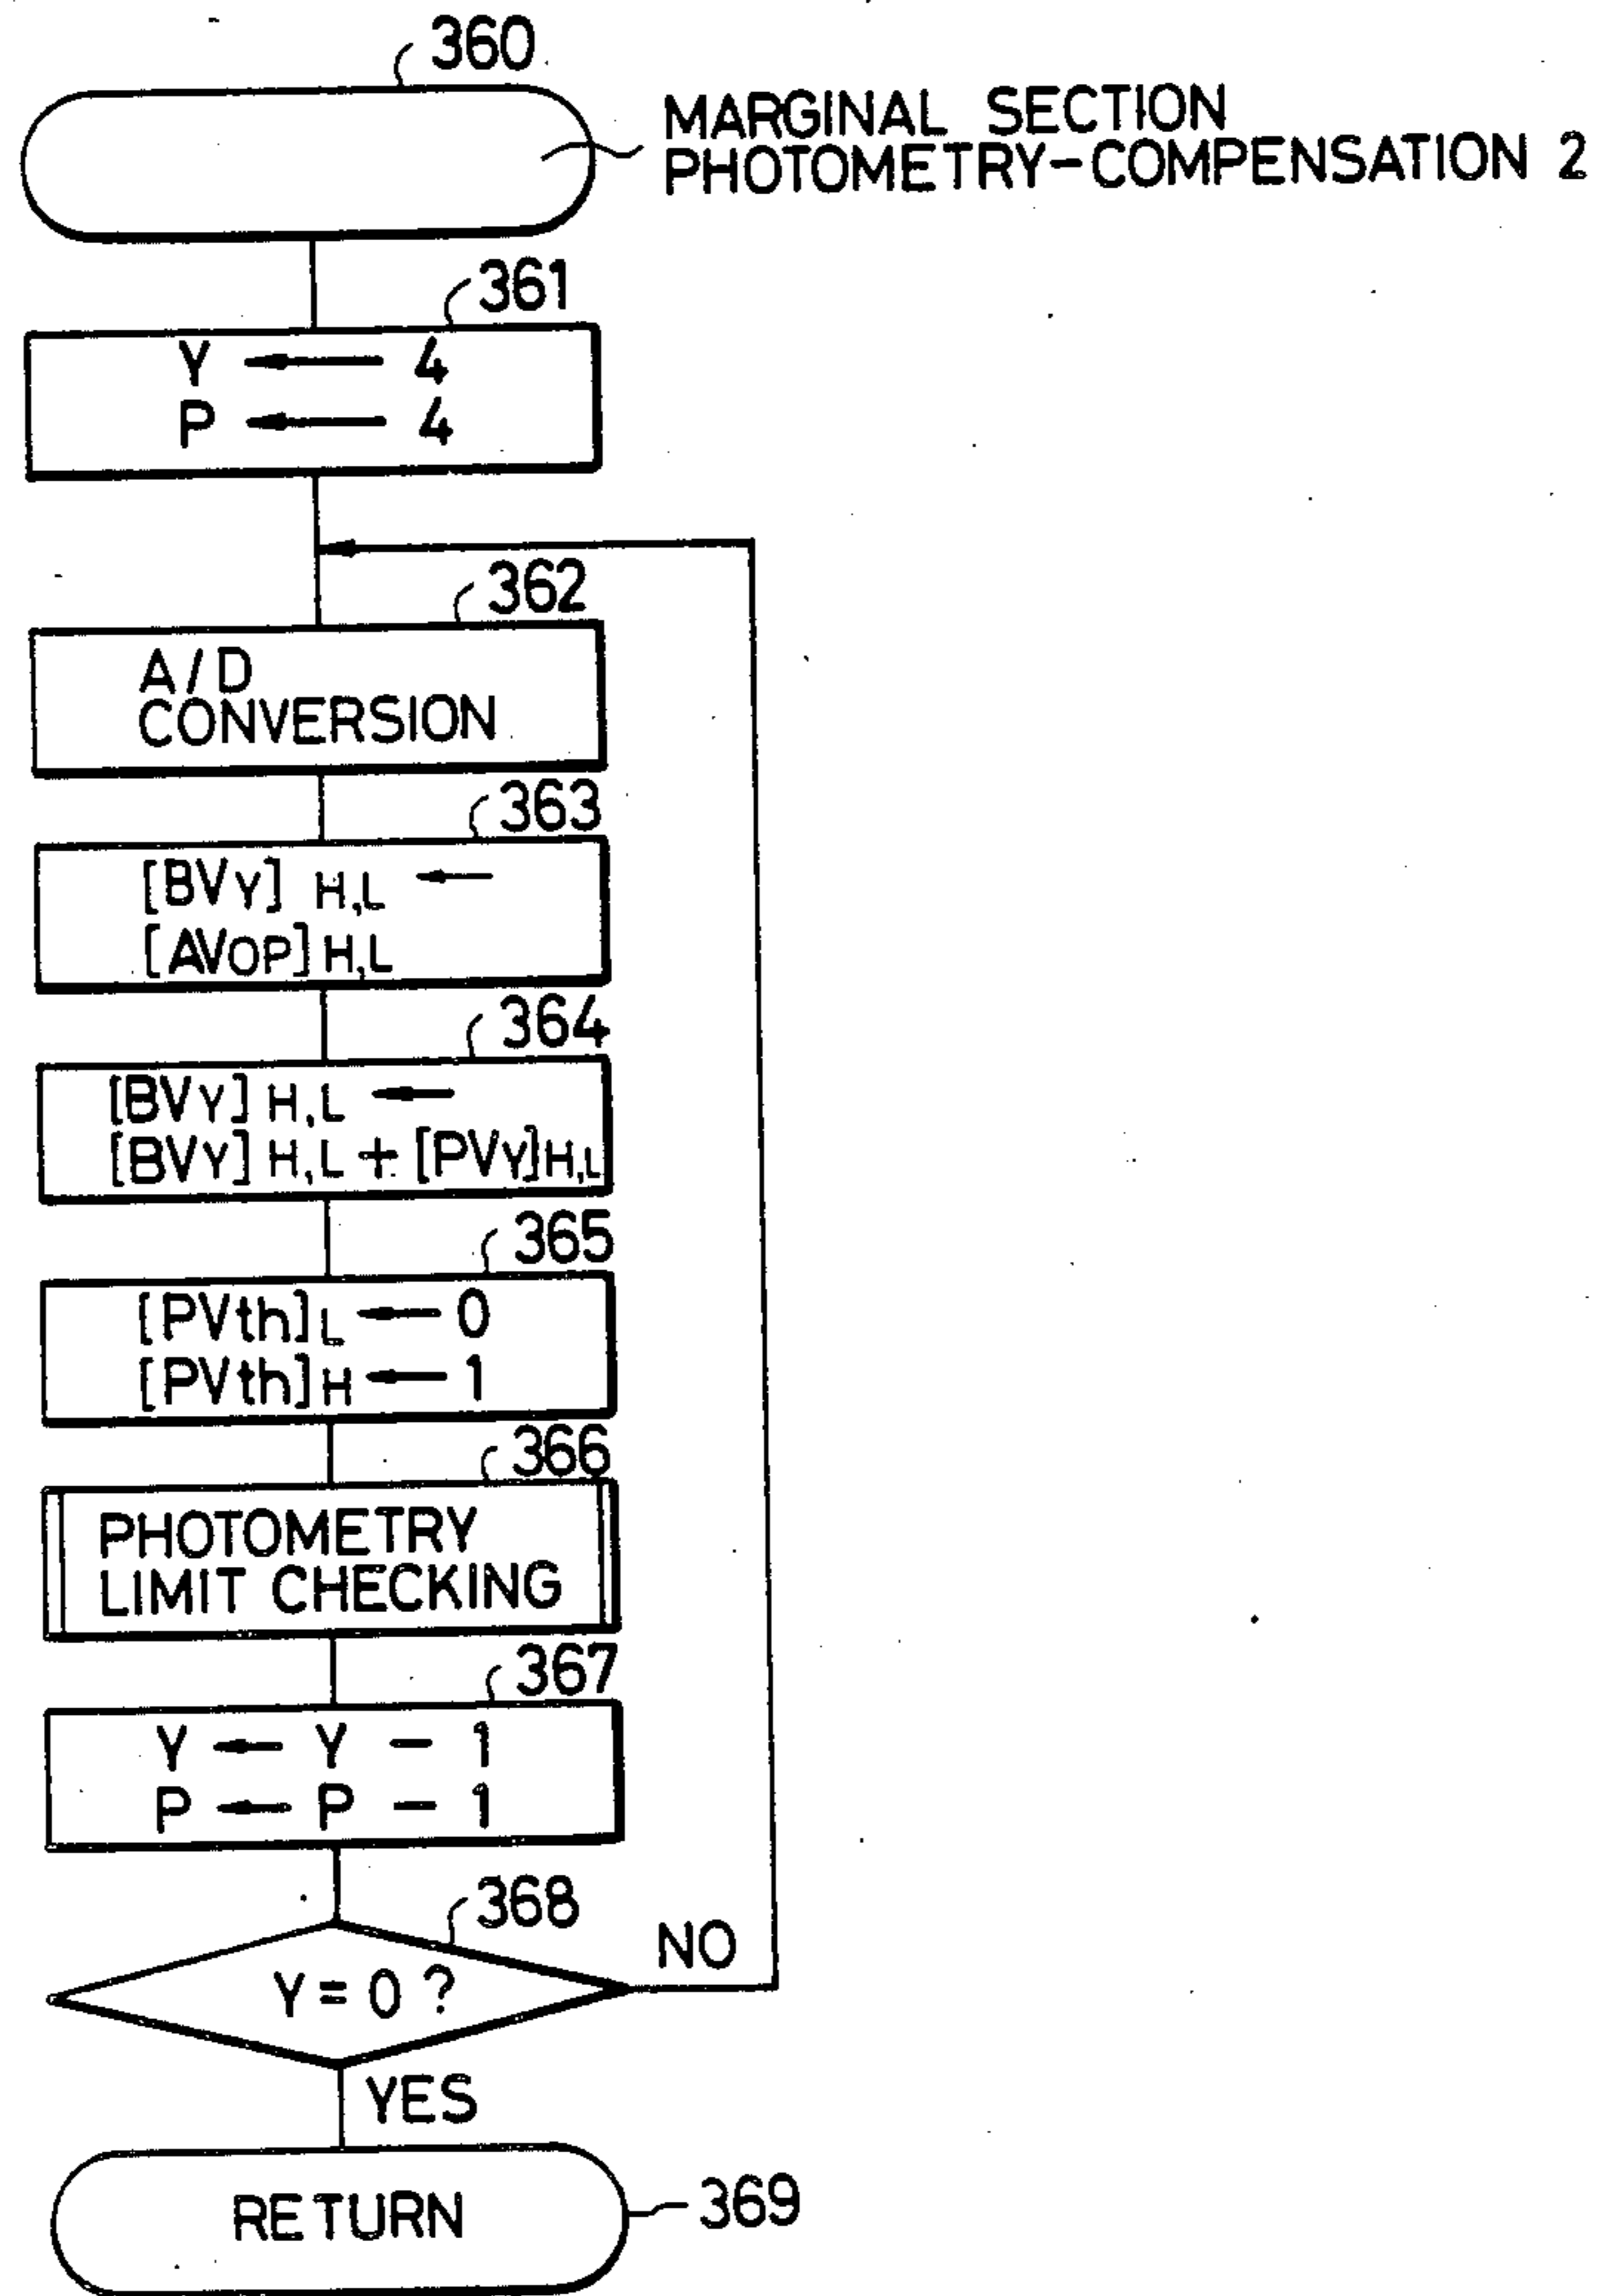 360
MARGINAL SECTION
PHOTOMETRY-COMPENSATION 2
361
Y ← 4
P ← 4
362
A/D
CONVERSION
363
[BVY] H,L ←
[AVOP] H,L
364
[BVY] H,L ←
[BVY] H,L + [PVY] H,L
365
[PVth] L ← 0
[PVth] H ← 1
366
PHOTOMETRY
LIMIT CHECKING
367
Y ← Y - 1
P ← P - 1
368
Y = 0 ?
NO
YES
RETURN
369